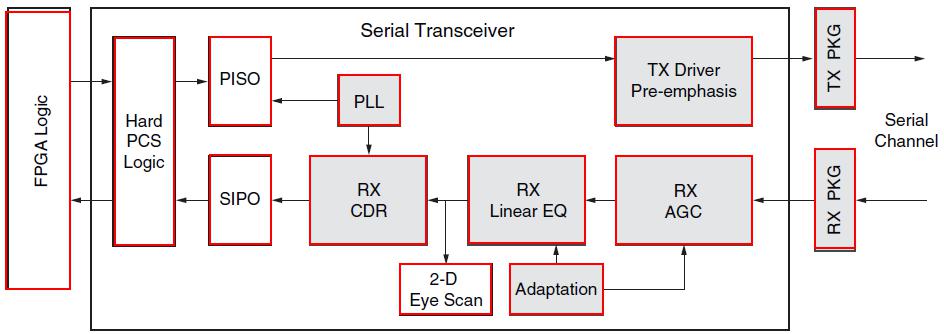 Serial Transceiver
FPGA Logic
Hard
PCS
Logic
PISO
PLL
TX Driver
Pre-emphasis
TX PKG
Serial
Channel
SIPO
RX
CDR
RX
Linear EQ
RX
AGC
RX PKG
2-D
Eye Scan
Adaptation